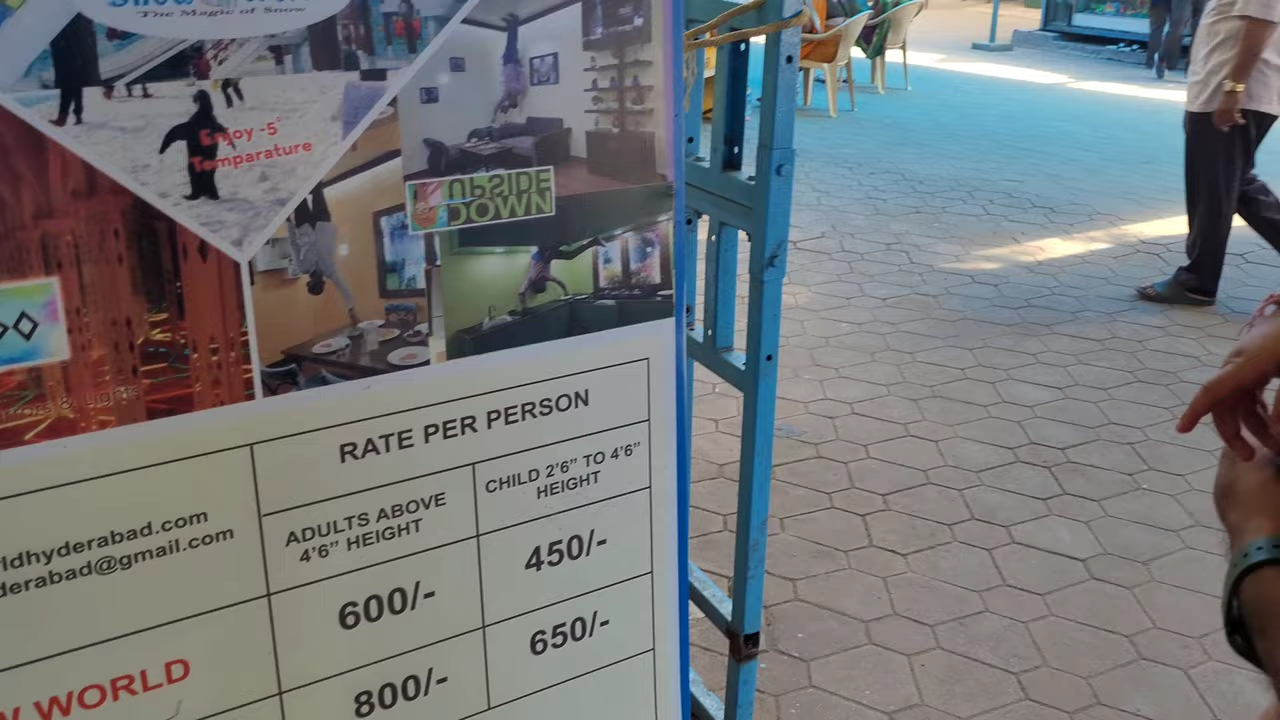 The Magic of Snow
Enjoy -5°
Temparature
UPSIDE
DOWN
& Lights
RATE PER PERSON
ADULTS ABOVE
4'6" HEIGHT
CHILD 2'6" TO 4'6"
HEIGHT
ldhyderabad.com
derabad@gmail.com
600/-
450/-
WORLD
800/-
650/-